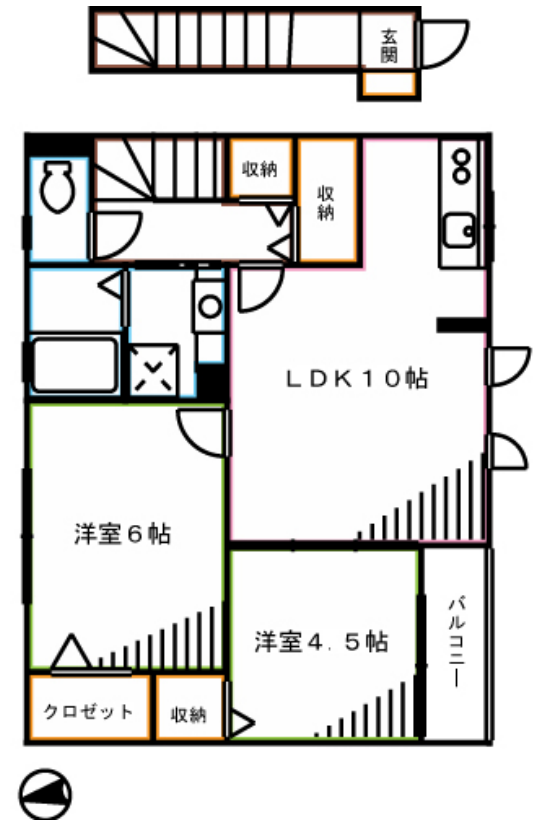 玄関
収納
収納
LDK10帖
洋室6帖
洋室4.5帖
バルコニー
クロゼット
収納